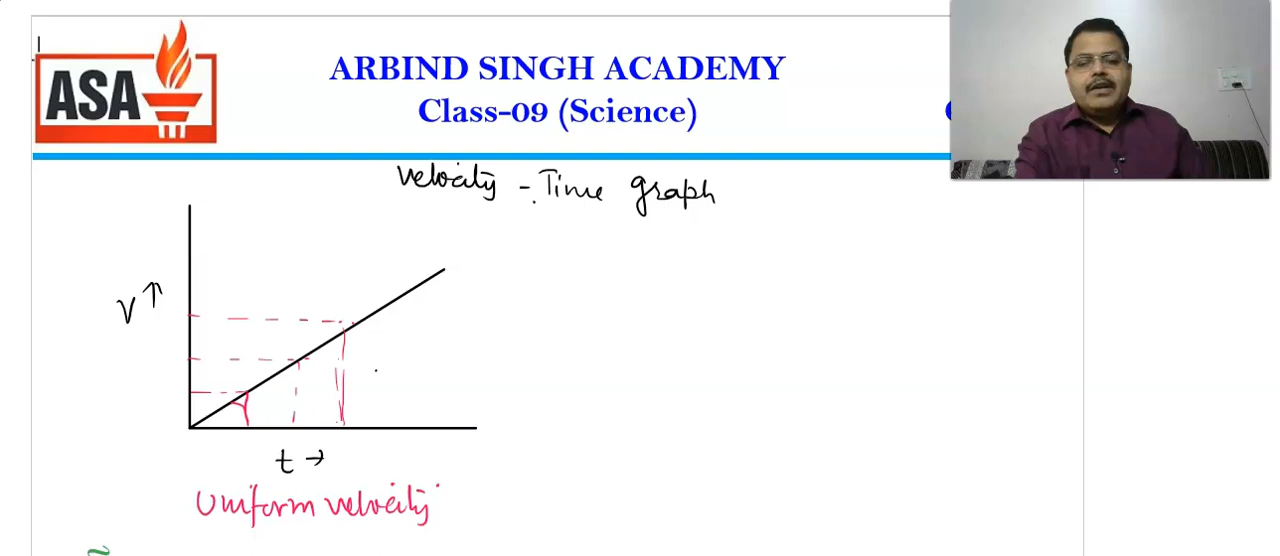 ASA
ARBIND SINGH ACADEMY
Class-09 (Science)
Velocity - Time graph
V↑
t→
Uniform velocity